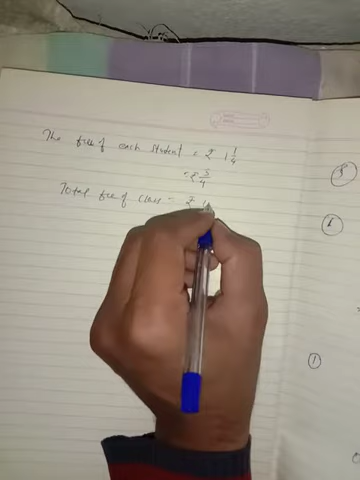 The fee of each student = ₹ 1 1/4
= ₹ 5/4
Total fee of class = ₹